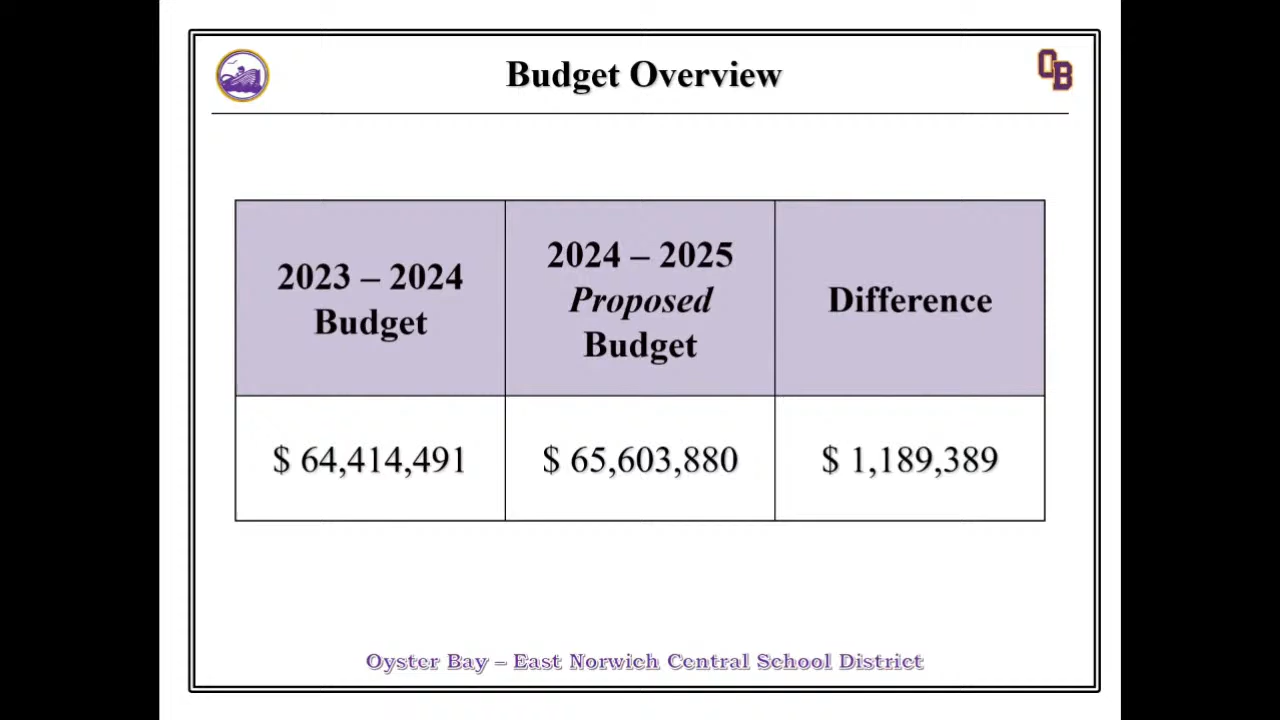 Budget Overview
OB
2023 – 2024
Budget
2024 – 2025
Proposed
Budget
Difference
$ 64,414,491
$ 65,603,880
$ 1,189,389
Oyster Bay – East Norwich Central School District